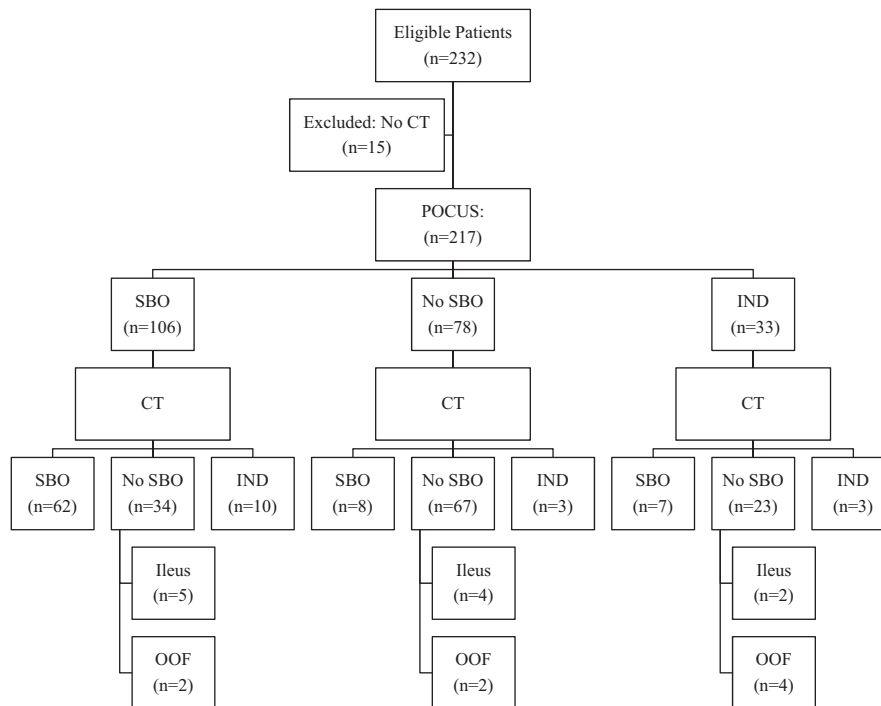 Eligible Patients
(n=232)
Excluded: No CT
(n=15)
POCUS:
(n=217)
SBO
(n=106)
No SBO
(n=78)
IND
(n=33)
CT
CT
CT
SBO
(n=62)
No SBO
(n=34)
IND
(n=10)
SBO
(n=8)
No SBO
(n=67)
IND
(n=3)
SBO
(n=7)
No SBO
(n=23)
IND
(n=3)
Ileus
(n=5)
Ileus
(n=4)
Ileus
(n=2)
OOF
(n=2)
OOF
(n=2)
OOF
(n=4)